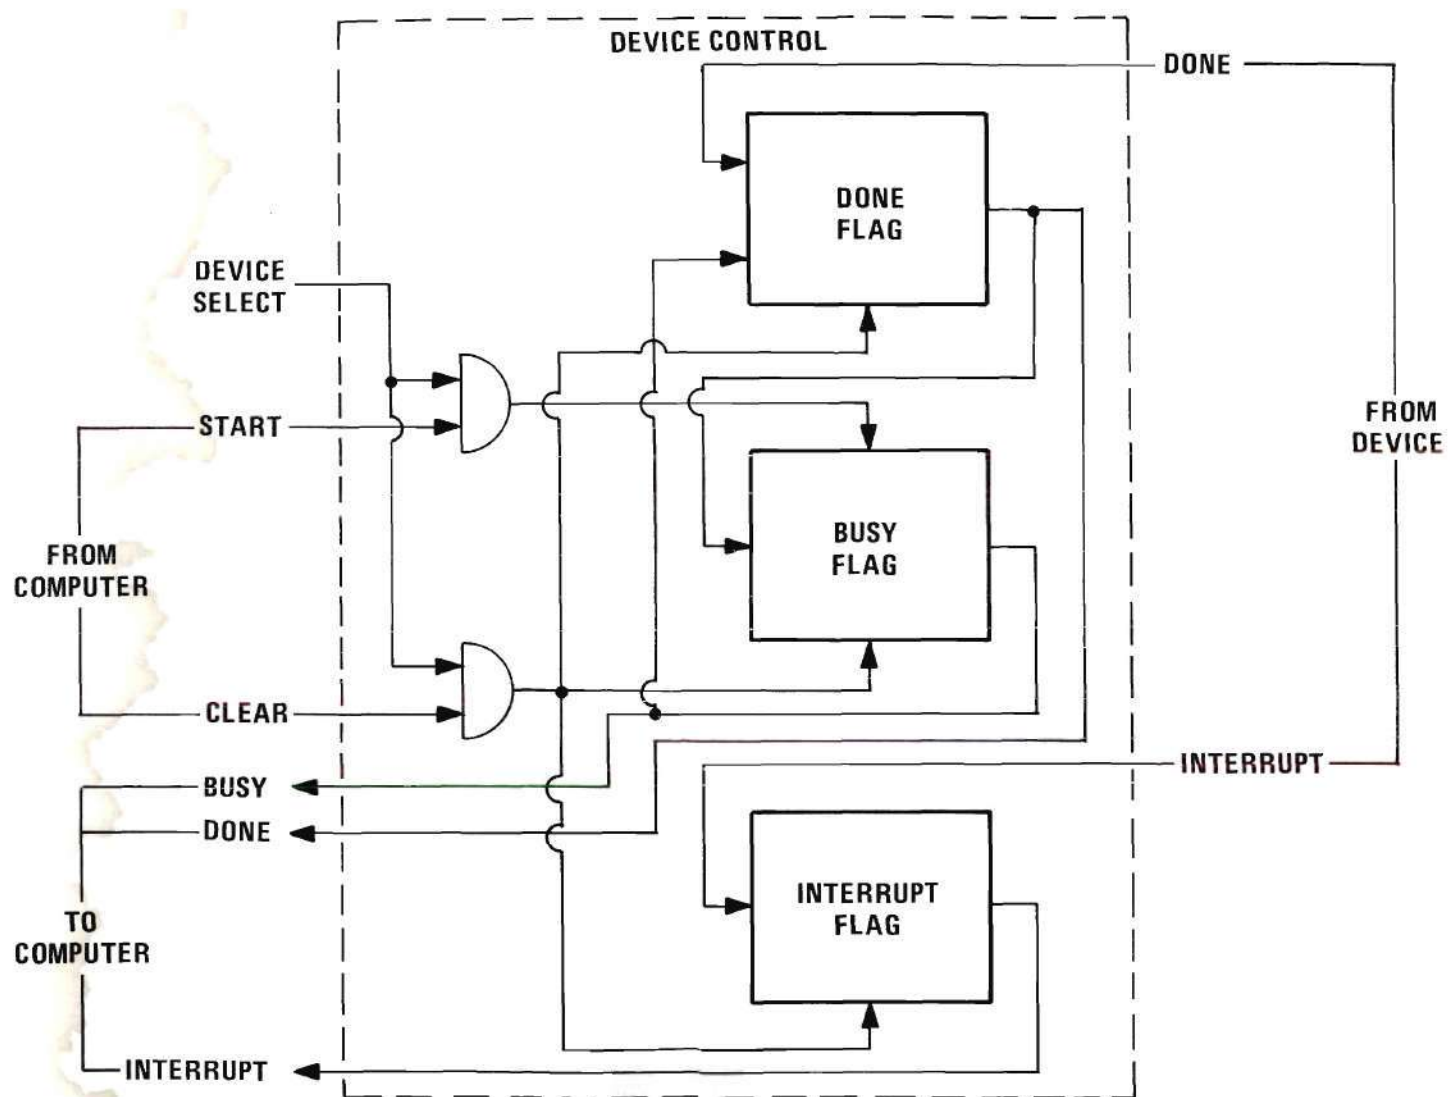 DEVICE CONTROL
DONE
DONE
FLAG
DEVICE
SELECT
START
FROM
DEVICE
FROM
COMPUTER
BUSY
FLAG
CLEAR
INTERRUPT
BUSY
DONE
INTERRUPT
FLAG
TO
COMPUTER
INTERRUPT